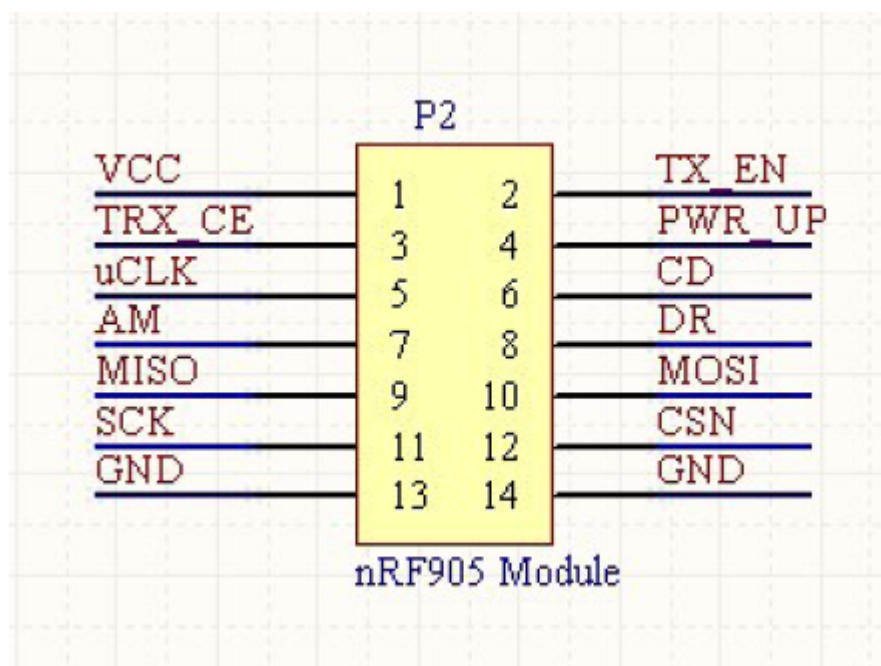 P2
VCC 1 2 TX_EN
TRX_CE 3 4 PWR_UP
uCLK 5 6 CD
AM 7 8 DR
MISO 9 10 MOSI
SCK 11 12 CSN
GND 13 14 GND
nRF905 Module